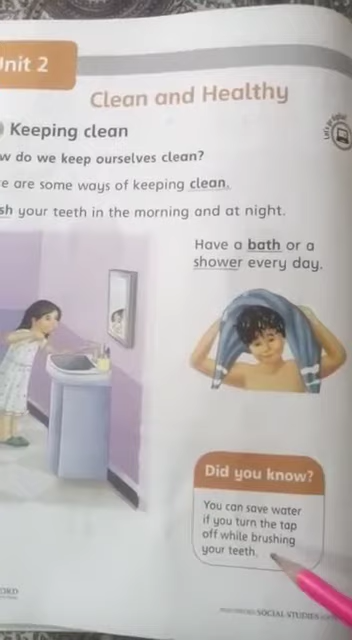 Unit 2
Clean and Healthy
Keeping clean
w do we keep ourselves clean?
e are some ways of keeping clean.
sh your teeth in the morning and at night.
Have a bath or a
shower every day.
Did you know?
You can save water
if you turn the tap
off while brushing
your teeth.
ORD
SOCIAL STUDIES